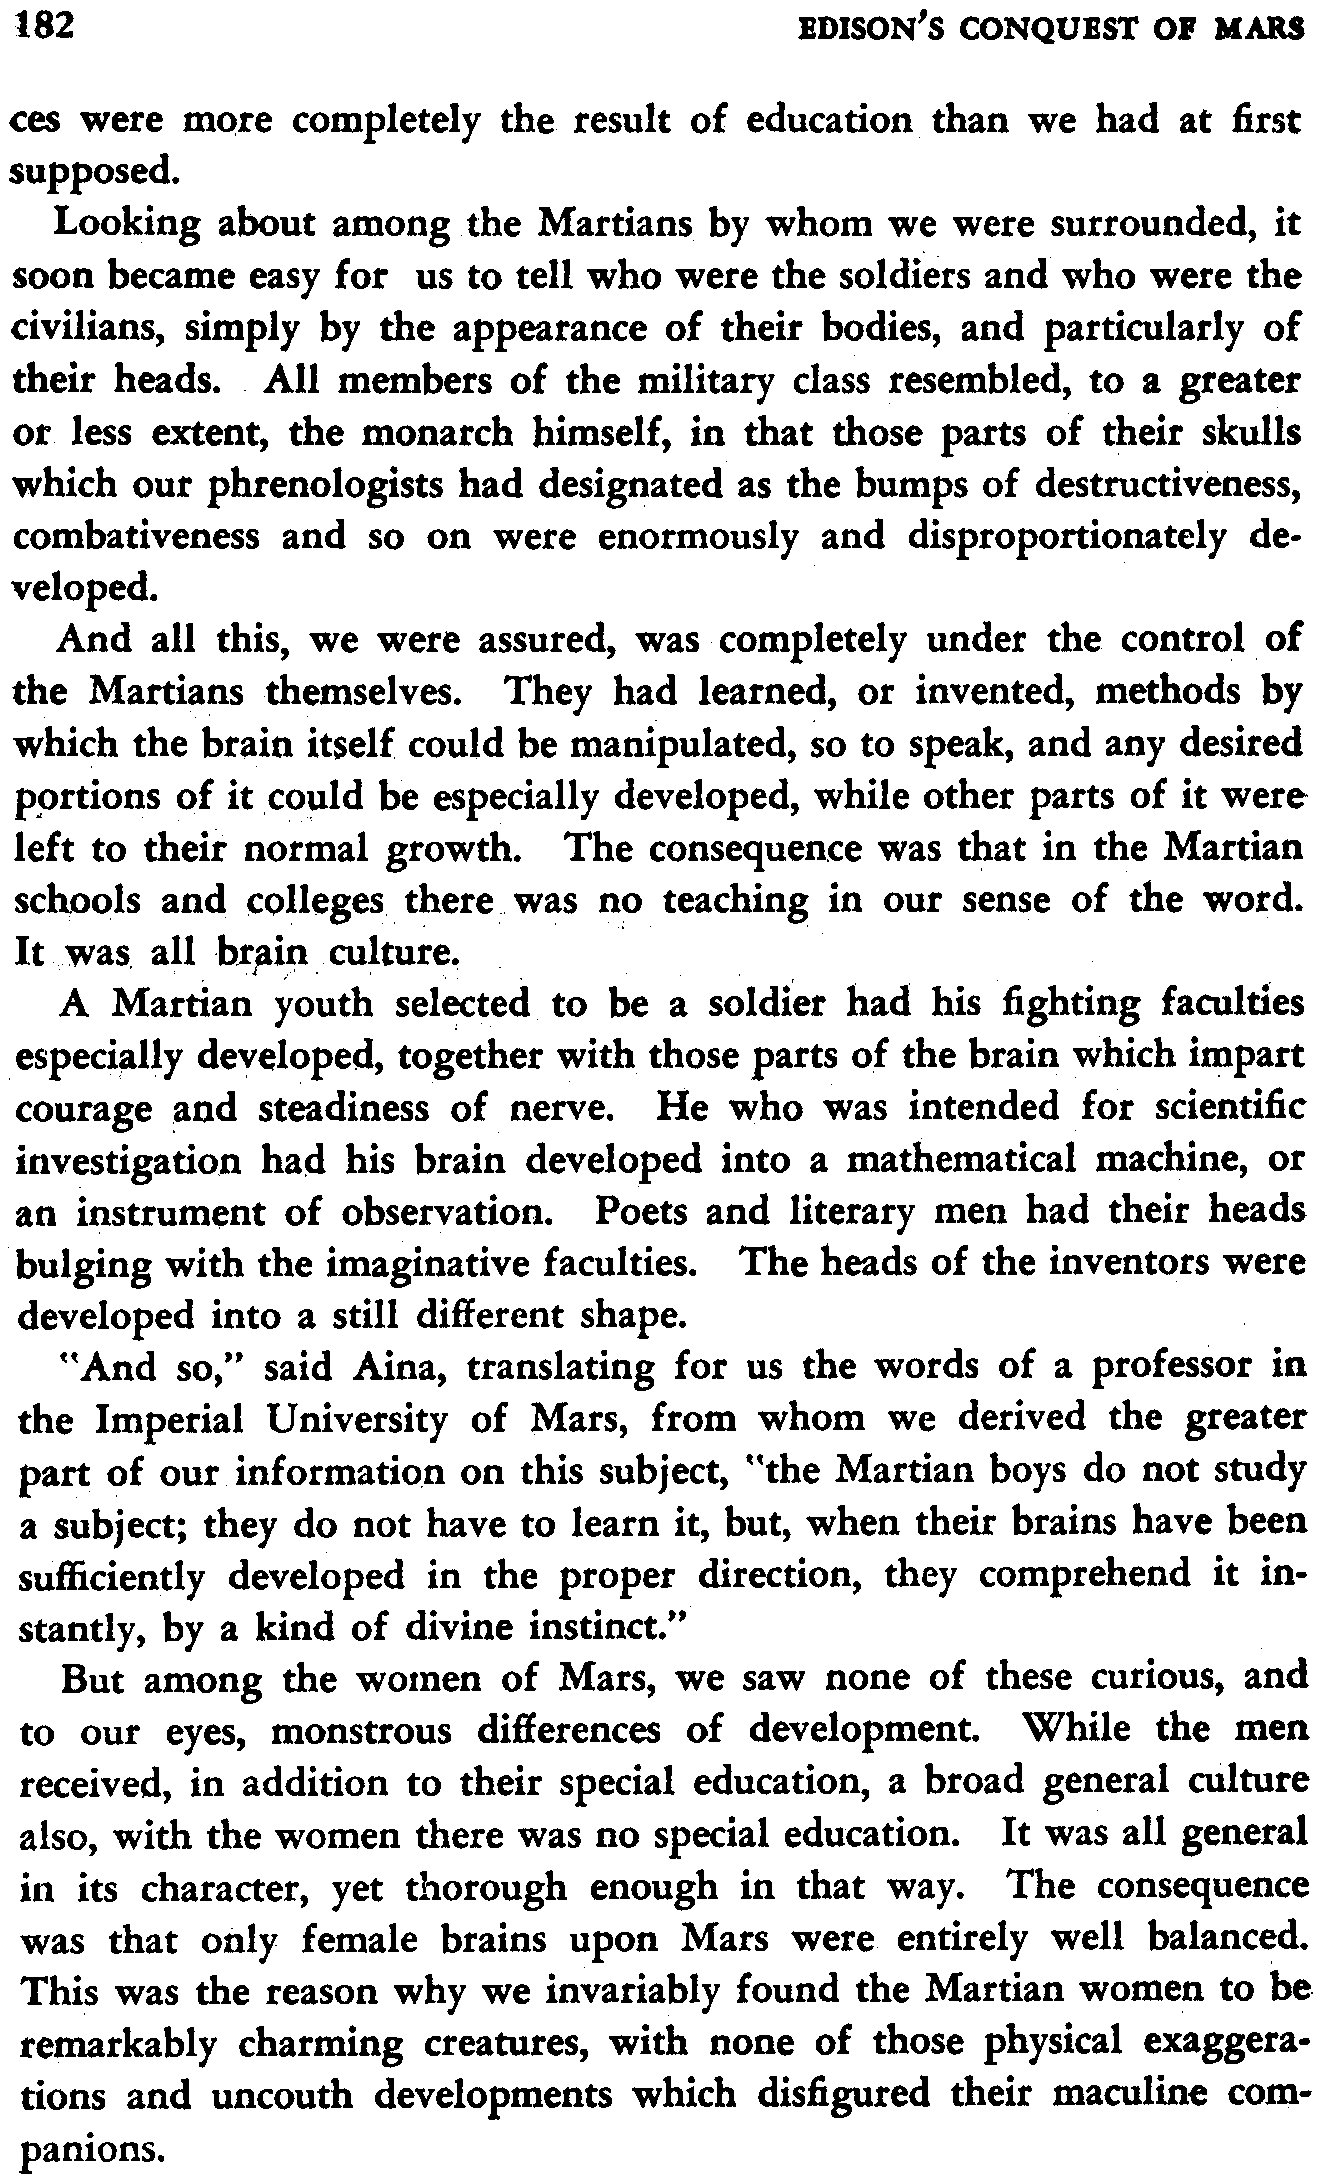 182 EDISON'S CONQUEST OF MARS
ces were more completely the result of education than we had at first
supposed.
Looking about among the Martians by whom we were surrounded, it
soon became easy for us to tell who were the soldiers and who were the
civilians, simply by the appearance of their bodies, and particularly of
their heads. All members of the military class resembled, to a greater
or less extent, the monarch himself, in that those parts of their skulls
which our phrenologists had designated as the bumps of destructiveness,
combativeness and so on were enormously and disproportionately de-
veloped.
And all this, we were assured, was completely under the control of
the Martians themselves. They had learned, or invented, methods by
which the brain itself could be manipulated, so to speak, and any desired
portions of it could be especially developed, while other parts of it were
left to their normal growth. The consequence was that in the Martian
schools and colleges there was no teaching in our sense of the word.
It was all brain culture.
A Martian youth selected to be a soldier had his fighting faculties
especially developed, together with those parts of the brain which impart
courage and steadiness of nerve. He who was intended for scientific
investigation had his brain developed into a mathematical machine, or
an instrument of observation. Poets and literary men had their heads
bulging with the imaginative faculties. The heads of the inventors were
developed into a still different shape.
"And so," said Aina, translating for us the words of a professor in
the Imperial University of Mars, from whom we derived the greater
part of our information on this subject, "the Martian boys do not study
a subject; they do not have to learn it, but, when their brains have been
sufficiently developed in the proper direction, they comprehend it in-
stantly, by a kind of divine instinct."
But among the women of Mars, we saw none of these curious, and
to our eyes, monstrous differences of development. While the men
received, in addition to their special education, a broad general culture
also, with the women there was no special education. It was all general
in its character, yet thorough enough in that way. The consequence
was that only female brains upon Mars were entirely well balanced.
This was the reason why we invariably found the Martian women to be
remarkably charming creatures, with none of those physical exaggera-
tions and uncouth developments which disfigured their maculine com-
panions.